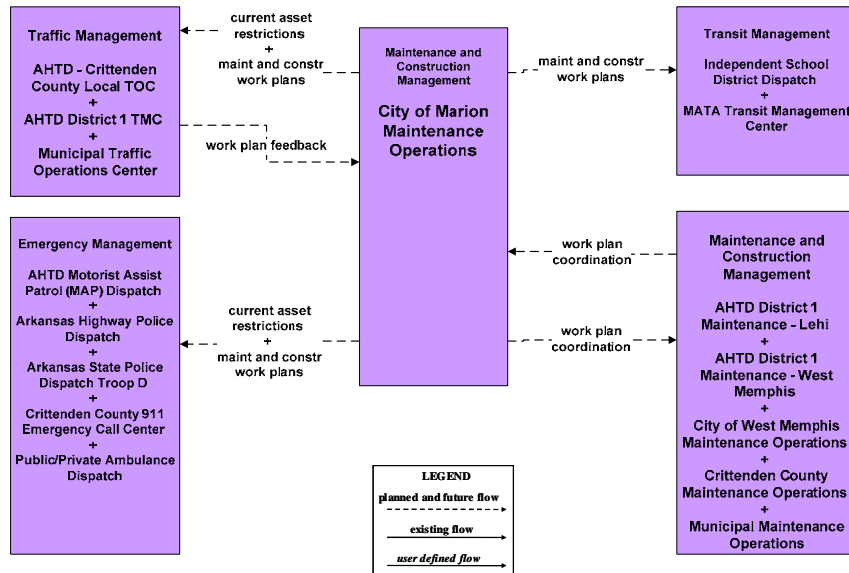 Traffic Management
AHTD - Crittenden
County Local TOC
+
AHTD District 1 TMC
+
Municipal Traffic
Operations Center
current asset
restrictions
+
maint and constr
work plans
work plan feedback
Maintenance and
Construction
Management
City of Marion
Maintenance
Operations
maint and constr
work plans
Transit Management
Independent School
District Dispatch
+
MATA Transit Management
Center
Emergency Management
AHTD Motorist Assist
Patrol (MAP) Dispatch
+
Arkansas Highway Police
Dispatch
+
Arkansas State Police
Dispatch Troop D
+
Crittenden County 911
Emergency Call Center
+
Public/Private Ambulance
Dispatch
current asset
restrictions
+
maint and constr
work plans
work plan
coordination
work plan
coordination
Maintenance and
Construction
Management
AHTD District 1
Maintenance - Lehi
+
AHTD District 1
Maintenance - West
Memphis
+
City of West Memphis
Maintenance Operations
+
Crittenden County
Maintenance Operations
+
Municipal Maintenance
Operations
LEGEND
planned and future flow
existing flow
user defined flow